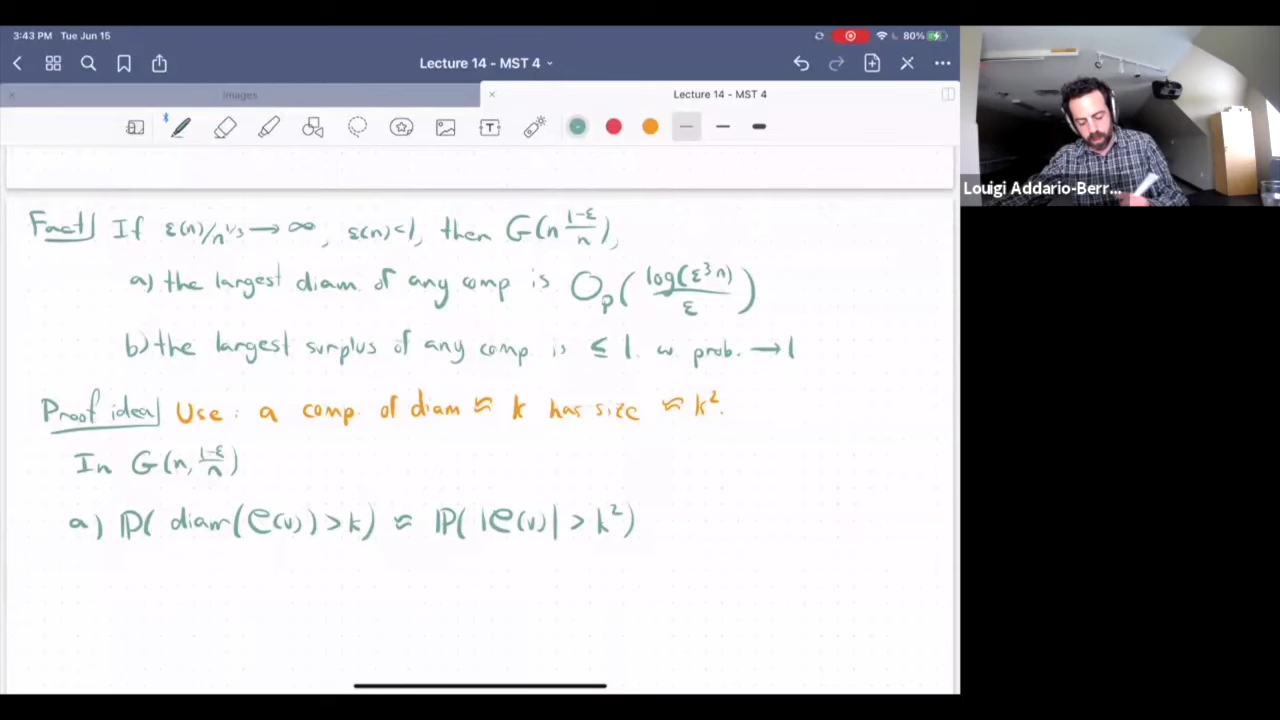 3:43 PM Tue Jun 15
80%
Lecture 14 - MST 4
Images
Lecture 14 - MST 4
T
Louigi Addario-Berr...
Fact If ε(n)/n^{1/3} → ∞, ε(n)<1, then G(n \frac{1-ε}{n}),
a) the largest diam of any comp is O_p(\frac{log(ε³n)}{ε})
b) the largest surplus of any comp is ≤ 1. w. prob. → 1
Proof idea Use: a comp. of diam ≈ k has size ≈ k².
In G(n, \frac{1-ε}{n})
a) P( diam(C(v)) > k) ≈ P( |C(v)| > k²)